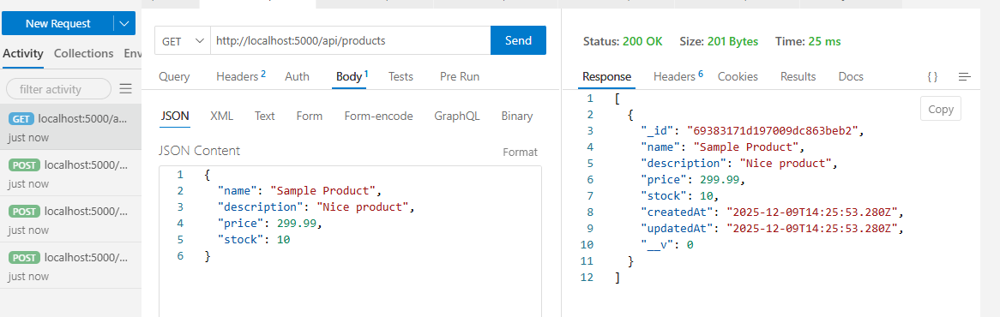 New Request
Activity Collections Env
filter activity
GET localhost:5000/a...
just now
POST localhost:5000/...
just now
POST localhost:5000/...
just now
POST localhost:5000/...
just now
GET http://localhost:5000/api/products Send
Query Headers 2 Auth Body 1 Tests Pre Run
JSON XML Text Form Form-encode GraphQL Binary
JSON Content Format
1 {
2 "name": "Sample Product",
3 "description": "Nice product",
4 "price": 299.99,
5 "stock": 10
6 }
Status: 200 OK Size: 201 Bytes Time: 25 ms
Response Headers 6 Cookies Results Docs {}
Copy
1 [
2 {
3 "_id": "69383171d197009dc863beb2",
4 "name": "Sample Product",
5 "description": "Nice product",
6 "price": 299.99,
7 "stock": 10,
8 "createdAt": "2025-12-09T14:25:53.280Z",
9 "updatedAt": "2025-12-09T14:25:53.280Z",
10 "__v": 0
11 }
12 ]